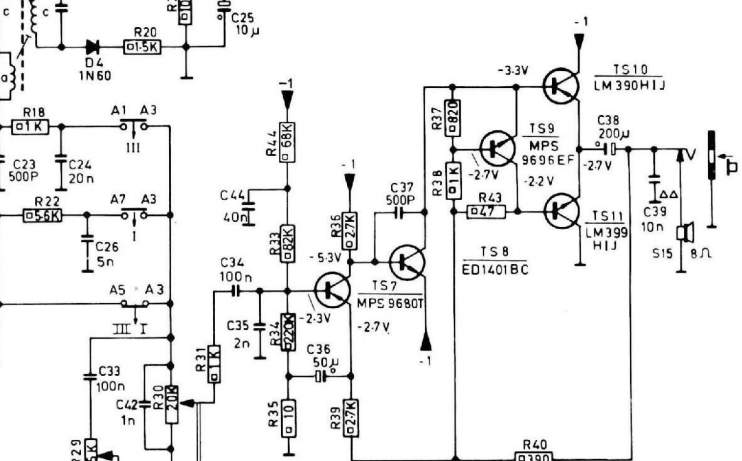 c
c
a
C25
10µ
R20
1.5K
D4
1N60
R18
1K
A1 A3
III
C23
500P
C24
20n
R22
5.6K
A7 A3
I
C26
5n
A5 A3
III I
C33
100n
C42
1n
R30
20K
R29
R31
1K
-1
R44
68K
C44
40n
R33
82K
C34
100n
C35
2n
R34
220K
R35
10
C36
50µ
-1
R36
2.7K
-5.3V
-2.3V
-2.7V
TS7
MPS 9680T
R39
2.7K
C37
500P
TS8
ED1401BC
-1
R37
820
R38
1K
R43
47
-3.3V
TS9
MPS
9696EF
-2.7V
-2.2V
-1
TS10
LM390HIJ
C38
200µ
-2.7V
TS11
LM399
HIJ
V
C39
10n
S15
8Ω
R40
390